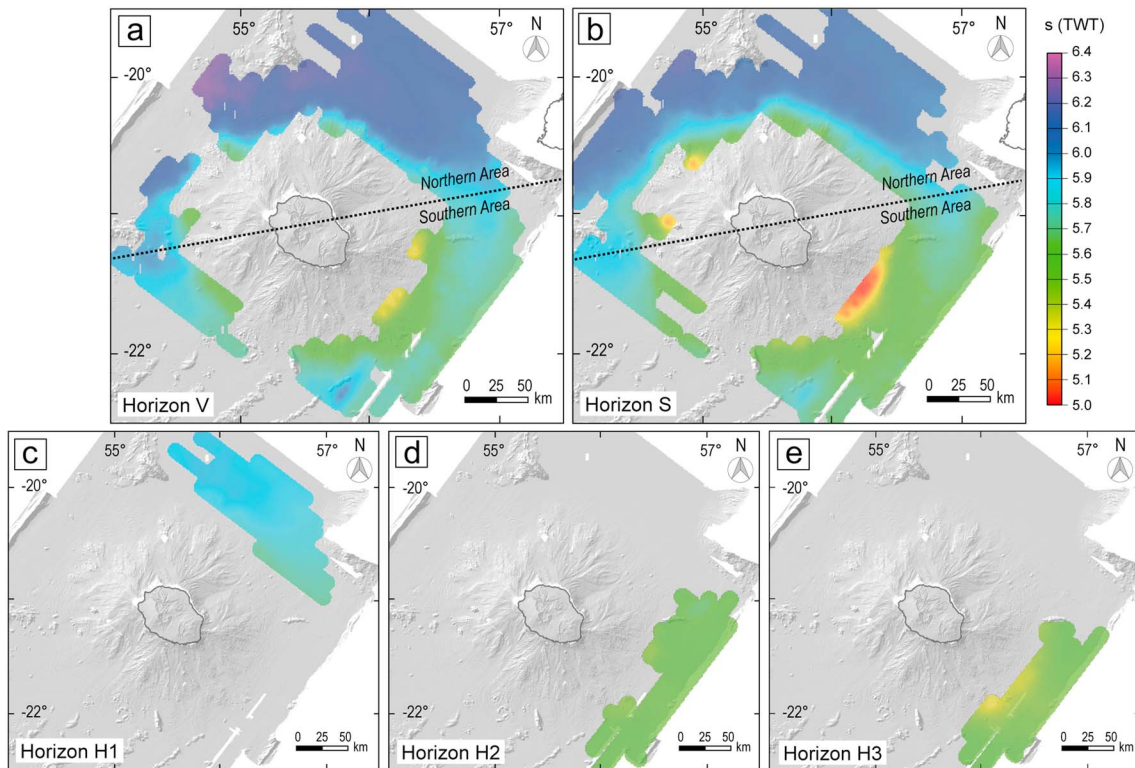 a
55°
57°
N
-20°
-22°
Northern Area
Southern Area
0 25 50
km
Horizon V
b
55°
57°
N
-20°
-22°
Northern Area
Southern Area
0 25 50
km
Horizon S
s (TWT)
6.4
6.3
6.2
6.1
6.0
5.9
5.8
5.7
5.6
5.5
5.4
5.3
5.2
5.1
5.0
c
55°
57°
N
-20°
-22°
0 25 50
km
Horizon H1
d
55°
57°
N
-20°
-22°
0 25 50
km
Horizon H2
e
55°
57°
N
-20°
-22°
0 25 50
km
Horizon H3